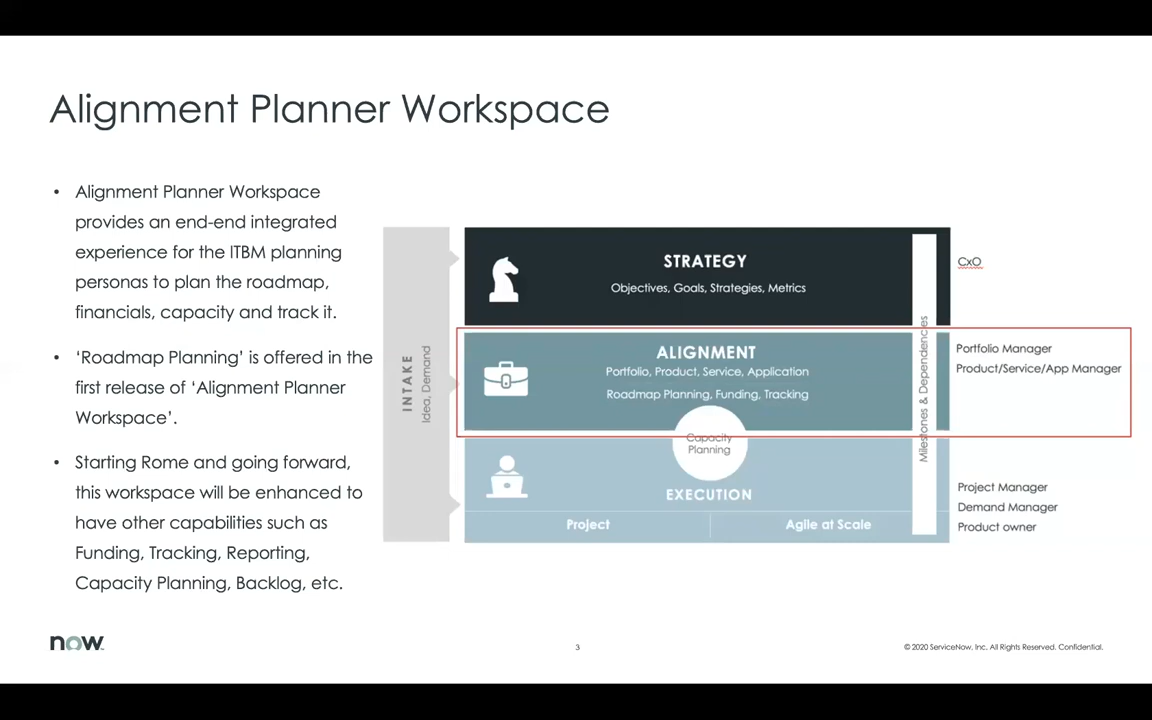 Alignment Planner Workspace
• Alignment Planner Workspace
provides an end-end integrated
experience for the ITBM planning
personas to plan the roadmap,
financials, capacity and track it.
• ‘Roadmap Planning’ is offered in the
first release of ‘Alignment Planner
Workspace’.
• Starting Rome and going forward,
this workspace will be enhanced to
have other capabilities such as
Funding, Tracking, Reporting,
Capacity Planning, Backlog, etc.
INTAKE
Idea, Demand
STRATEGY
Objectives, Goals, Strategies, Metrics
CxO
ALIGNMENT
Portfolio, Product, Service, Application
Roadmap Planning, Funding, Tracking
Portfolio Manager
Product/Service/App Manager
Capacity
Planning
Milestones & Dependencies
EXECUTION
Project
Agile at Scale
Project Manager
Demand Manager
Product owner
now
3
© 2020 ServiceNow, Inc. All Rights Reserved. Confidential.